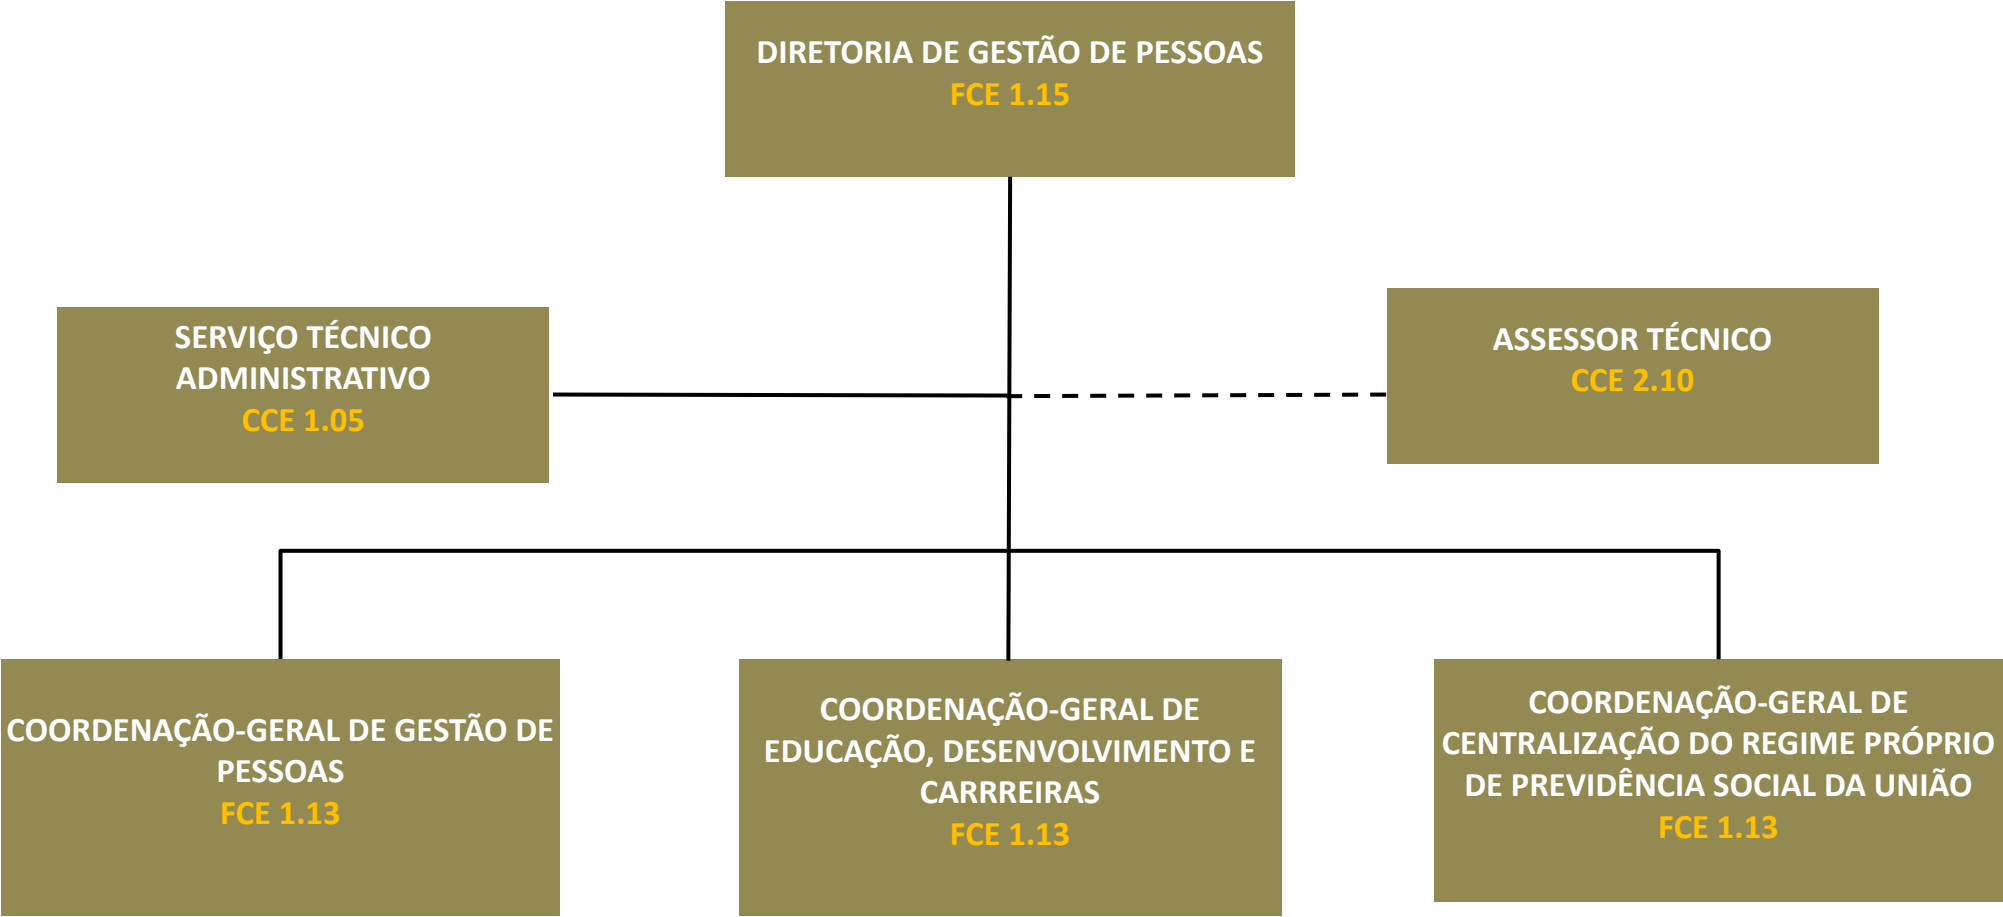 DIRETORIA DE GESTÃO DE PESSOAS
FCE 1.15
SERVIÇO TÉCNICO
ADMINISTRATIVO
CCE 1.05
ASSESSOR TÉCNICO
CCE 2.10
COORDENAÇÃO-GERAL DE GESTÃO DE
PESSOAS
FCE 1.13
COORDENAÇÃO-GERAL DE
EDUCAÇÃO, DESENVOLVIMENTO E
CARRREIRAS
FCE 1.13
COORDENAÇÃO-GERAL DE
CENTRALIZAÇÃO DO REGIME PRÓPRIO
DE PREVIDÊNCIA SOCIAL DA UNIÃO
FCE 1.13